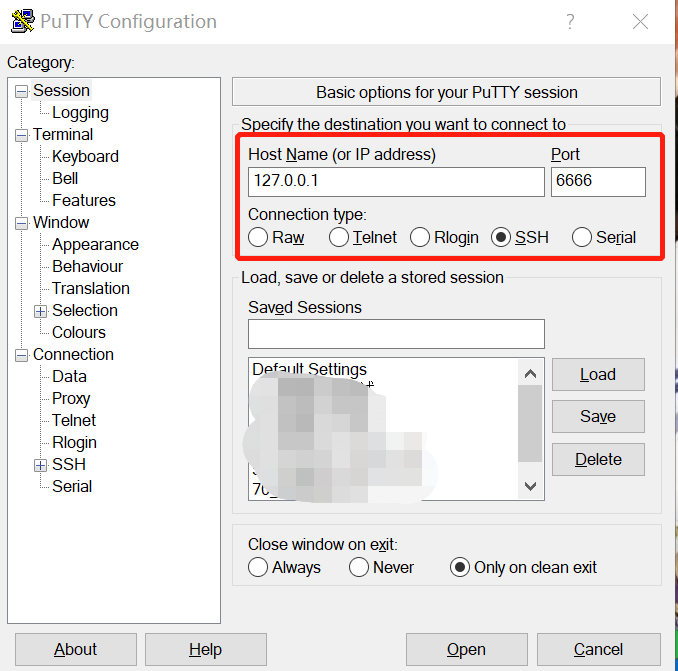 PuTTY Configuration
?
Category:
Session
Logging
Terminal
Keyboard
Bell
Features
Window
Appearance
Behaviour
Translation
Selection
Colours
Connection
Data
Proxy
Telnet
Rlogin
SSH
Serial
Basic options for your PuTTY session
Specify the destination you want to connect to
Host Name (or IP address) Port
127.0.0.1 6666
Connection type:
Raw Telnet Rlogin SSH Serial
Load, save or delete a stored session
Saved Sessions
Default Settings
Load
Save
Delete
Close window on exit:
Always Never Only on clean exit
About Help Open Cancel